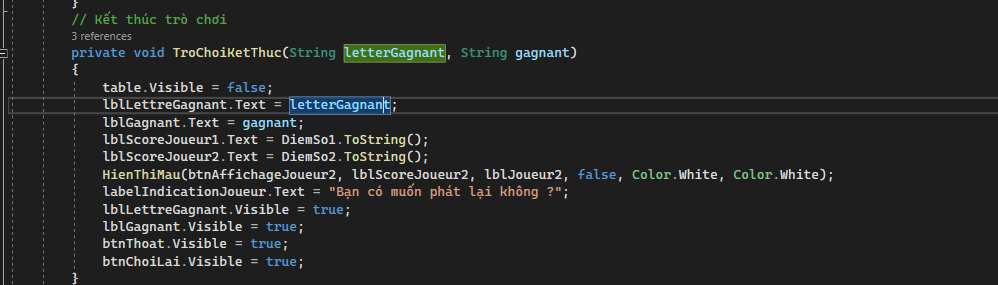 }
// Kết thúc trò chơi
3 references
private void TroChoiKetThuc(String letterGagnant, String gagnant)
{
table.Visible = false;
lblLettreGagnant.Text = letterGagnant;
lblGagnant.Text = gagnant;
lblScoreJoueur1.Text = DiemSo1.ToString();
lblScoreJoueur2.Text = DiemSo2.ToString();
HienThiMau(btnAffichageJoueur2, lblScoreJoueur2, lblJoueur2, false, Color.White, Color.White);
labelIndicationJoueur.Text = "Bạn có muốn phát lại không ?";
lblLettreGagnant.Visible = true;
lblGagnant.Visible = true;
btnThoat.Visible = true;
btnChoiLai.Visible = true;
}